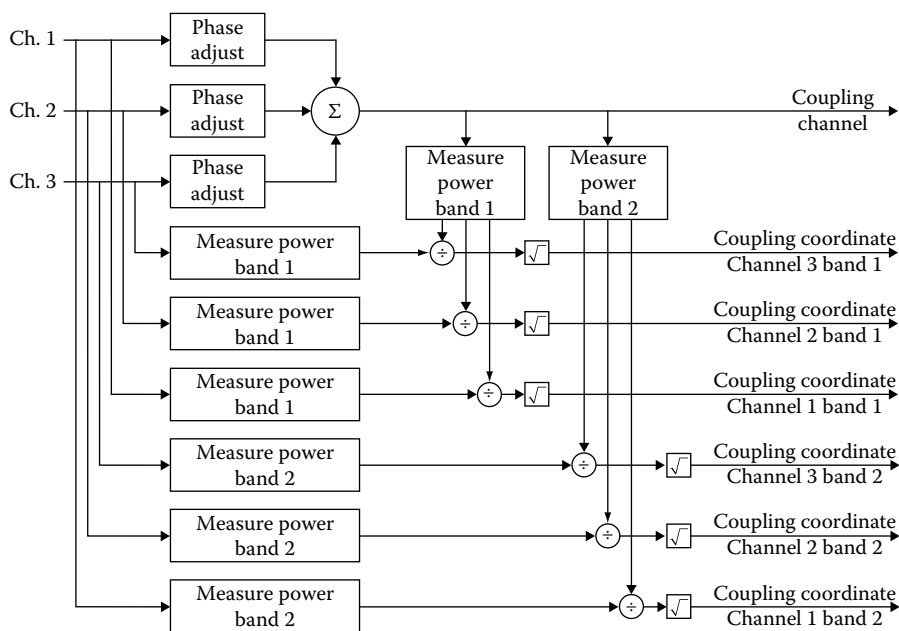 Ch. 1
Phase
adjust
Ch. 2
Phase
adjust
Σ
Coupling
channel
Ch. 3
Phase
adjust
Measure
power
band 1
Measure
power
band 2
Measure power
band 1
÷
√
Coupling coordinate
Channel 3 band 1
Measure power
band 1
÷
√
Coupling coordinate
Channel 2 band 1
Measure power
band 1
÷
√
Coupling coordinate
Channel 1 band 1
Measure power
band 2
÷
√
Coupling coordinate
Channel 3 band 2
Measure power
band 2
÷
√
Coupling coordinate
Channel 2 band 2
Measure power
band 2
÷
√
Coupling coordinate
Channel 1 band 2